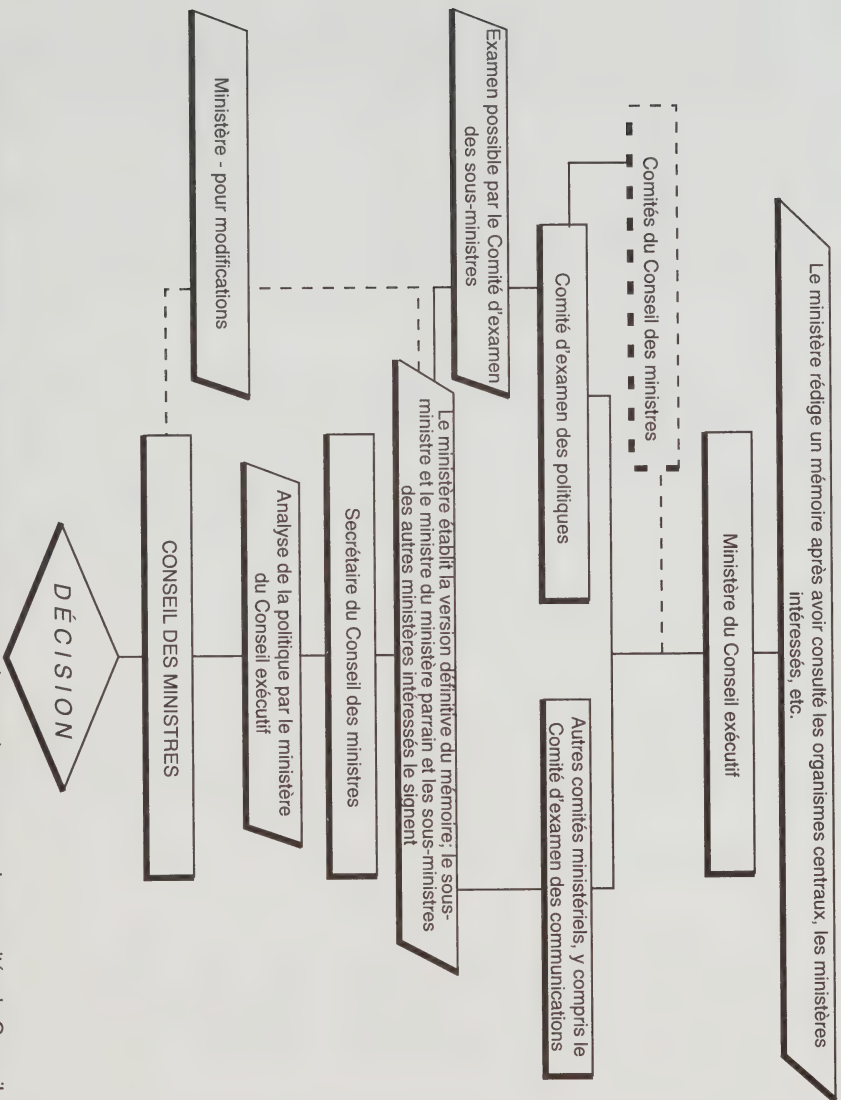 Le ministère rédige un mémoire après avoir consulté les organismes centraux, les ministères
intéressés, etc.
Ministère du Conseil exécutif
Comités du Conseil des ministres
Comité d'examen des politiques
Autres comités ministériels, y compris le
Comité d'examen des communications
Examen possible par le Comité d'examen
des sous-ministres
Le ministère établit la version définitive du mémoire; le sous-
ministre et le ministre du ministère parrain et les sous-ministres
des autres ministères intéressés le signent
Secrétaire du Conseil des ministres
Ministère - pour modifications
Analyse de la politique par le ministère
du Conseil exécutif
CONSEIL DES MINISTRES
DÉCISION